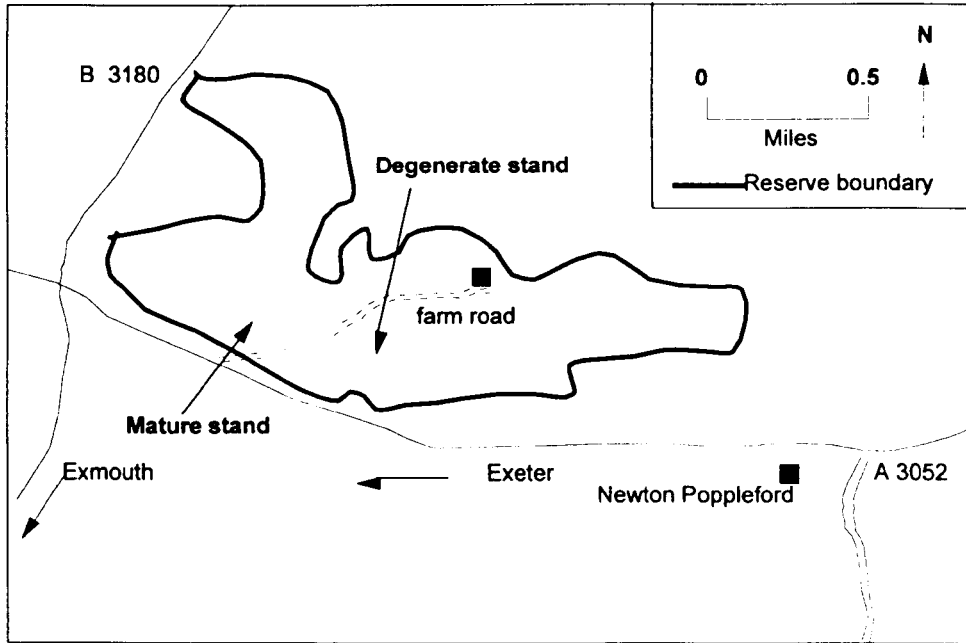 B 3180
N
0 0.5
Miles
Reserve boundary
Degenerate stand
farm road
Mature stand
Exmouth
Exeter
A 3052
Newton Poppleford